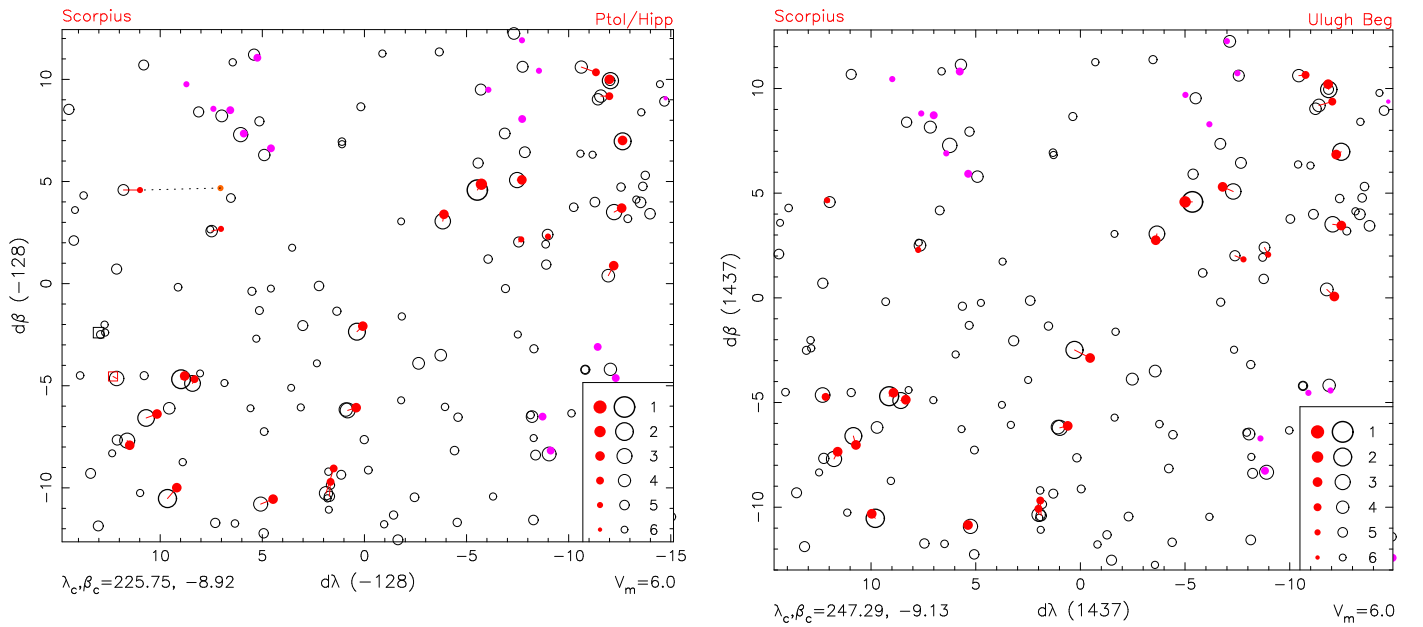 Scorpius Ptol/Hipp
10
5
0
−5
−10
dβ (−128)
1
2
3
4
5
6
10 5 0 −5 −10 −15
λc,βc=225.75, −8.92 dλ (−128) Vm=6.0
Scorpius Ulugh Beg
10
5
0
−5
−10
dβ (1437)
1
2
3
4
5
6
10 5 0 −5 −10
λc,βc=247.29, −9.13 dλ (1437) Vm=6.0